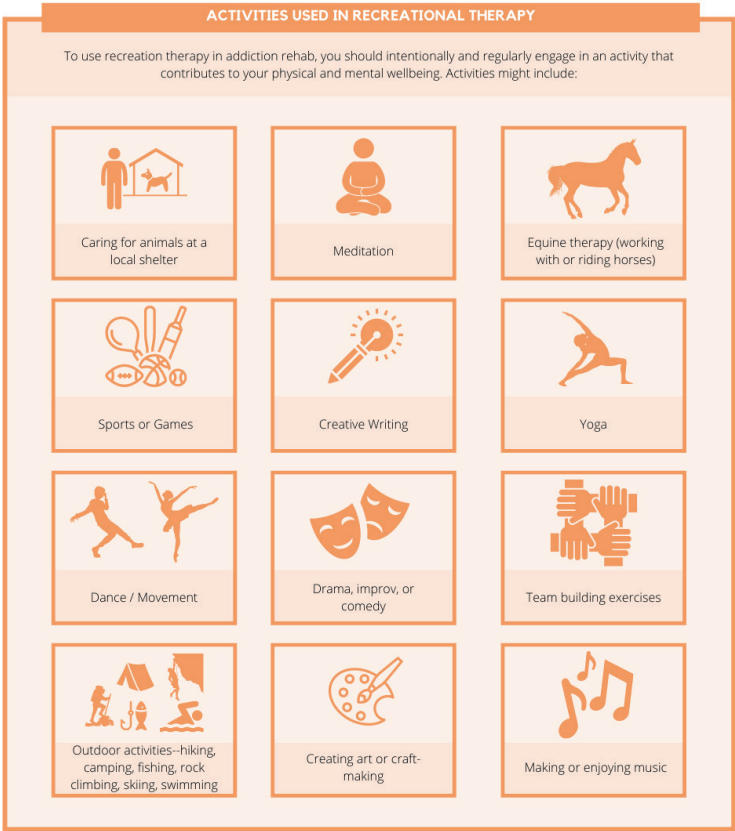 ACTIVITIES USED IN RECREATIONAL THERAPY
To use recreation therapy in addiction rehab, you should intentionally and regularly engage in an activity that
contributes to your physical and mental wellbeing. Activities might include:
Caring for animals at a
local shelter
Meditation
Equine therapy (working
with or riding horses)
Sports or Games
Creative Writing
Yoga
Dance / Movement
Drama, improv, or
comedy
Team building exercises
Outdoor activities--hiking,
camping, fishing, rock
climbing, skiing, swimming
Creating art or craft-
making
Making or enjoying music